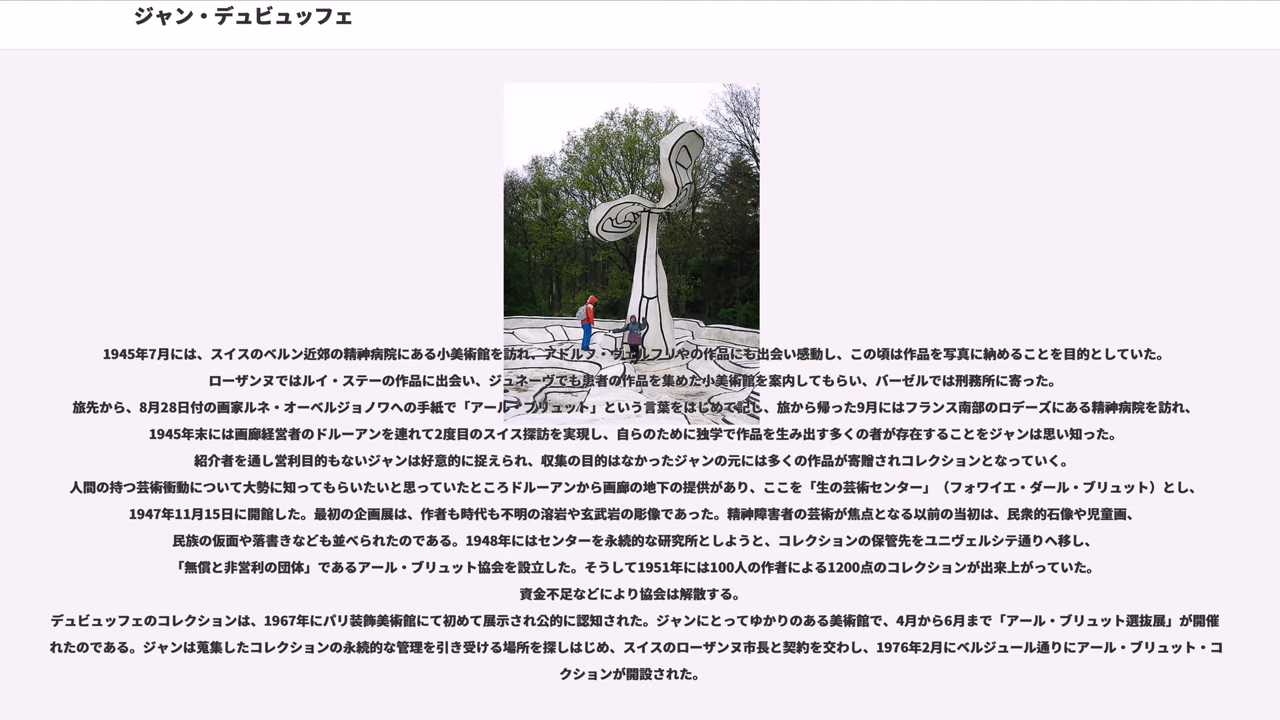 ジャン・デュビュッフェ
1945年7月には、スイスのベルン近郊の精神病院にある小美術館を訪れ、アドルフ・ヴェルフリやの作品にも出会い感動し、この頃は作品を写真に納めることを目的としていた。
ローザンヌではルイ・ステーの作品に出会い、ジュネーヴでも患者の作品を集めた小美術館を案内してもらい、バーゼルでは刑務所に寄った。
旅先から、8月28日付の画家ルネ・オーベルジョノワへの手紙で「アール・ブリュット」という言葉をはじめて記し、旅から帰った9月にはフランス南部のロデーズにある精神病院を訪れ、
1945年末には画廊経営者のドルーアンを連れて2度目のスイス探訪を実現し、自らのために独学で作品を生み出す多くの者が存在することをジャンは思い知った。
紹介者を通し営利目的もないジャンは好意的に捉えられ、収集の目的はなかったジャンの元には多くの作品が寄贈されコレクションとなっていく。
人間の持つ芸術衝動について大勢に知ってもらいたいと思っていたところドルーアンから画廊の地下の提供があり、ここを「生の芸術センター」（フォワイエ・ダール・ブリュット）とし、
1947年11月15日に開館した。最初の企画展は、作者も時代も不明の溶岩や玄武岩の彫像であった。精神障害者の芸術が焦点となる以前の当初は、民衆的石像や児童画、
民族の仮面や落書きなども並べられたのである。1948年にはセンターを永続的な研究所としようと、コレクションの保管先をユニヴェルシテ通りへ移し、
「無償と非営利の団体」であるアール・ブリュット協会を設立した。そうして1951年には100人の作者による1200点のコレクションが出来上がっていた。
資金不足などにより協会は解散する。
デュビュッフェのコレクションは、1967年にパリ装飾美術館にて初めて展示され公的に認知された。ジャンにとってゆかりのある美術館で、4月から6月まで「アール・ブリュット選抜展」が開催
れたのである。ジャンは蒐集したコレクションの永続的な管理を引き受ける場所を探しはじめ、スイスのローザンヌ市長と契約を交わし、1976年2月にベルジュール通りにアール・ブリュット・コ
クションが開設された。